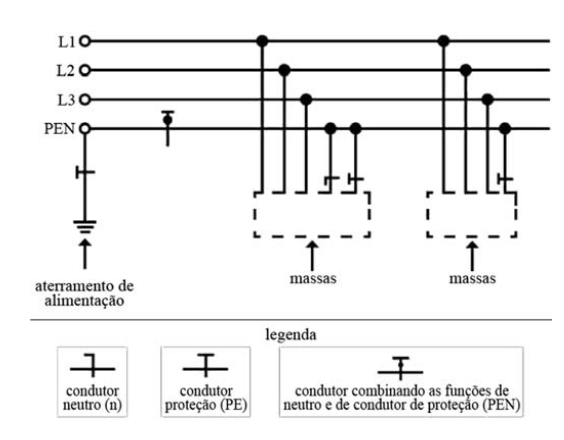 L1
L2
L3
PEN
aterramento de
alimentação
massas
massas
legenda
condutor
neutro (n)
condutor
proteção (PE)
condutor combinando as funções de
neutro e de condutor de proteção (PEN)